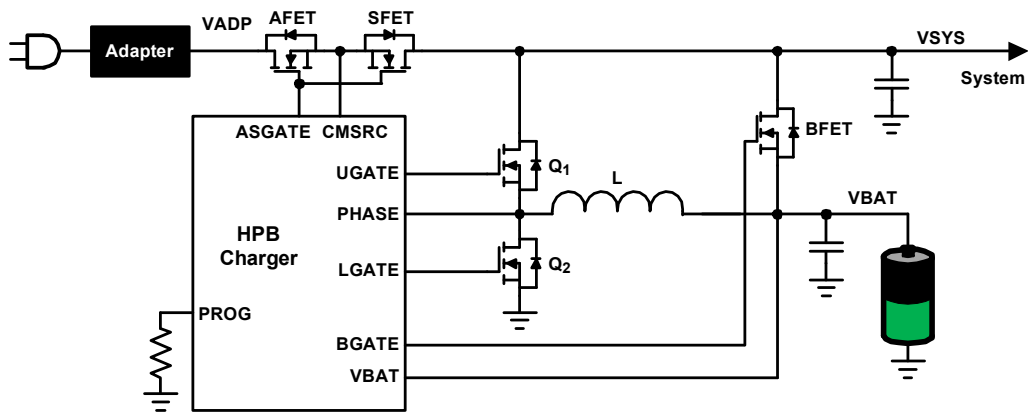 VADP
AFET
SFET
VSYS
Adapter
System
ASGATE
CMSRC
BFET
UGATE
Q1
L
PHASE
VBAT
HPB
Charger
LGATE
Q2
PROG
BGATE
VBAT